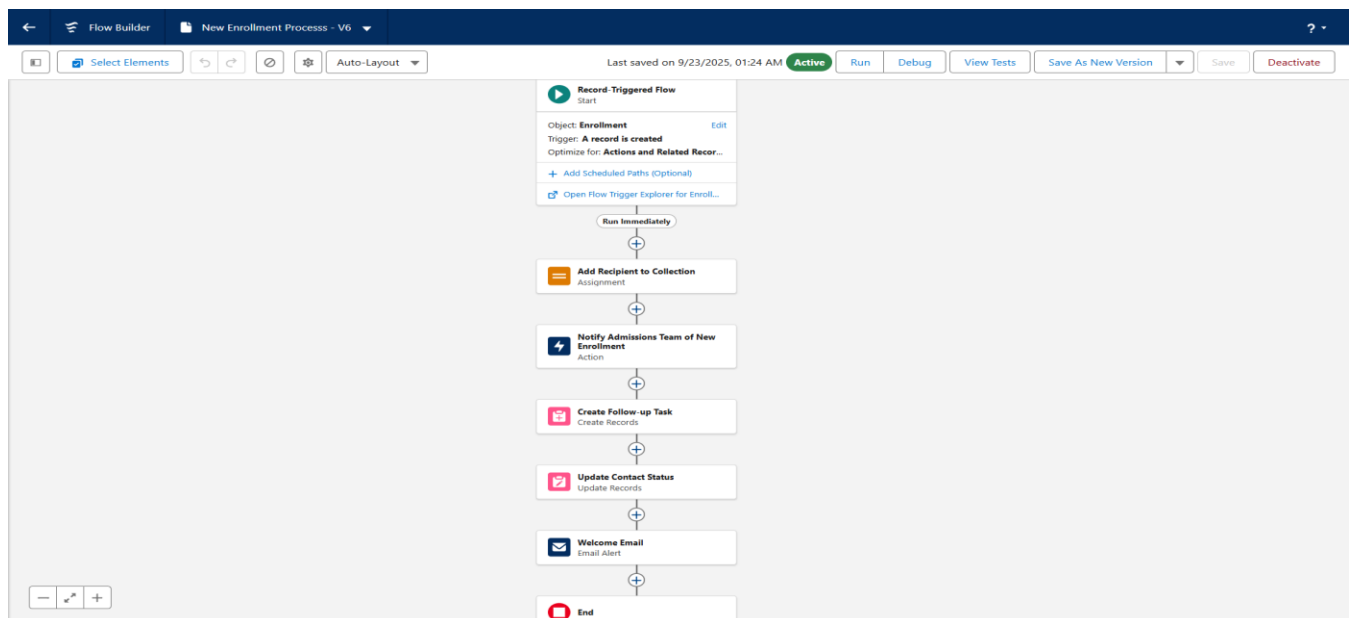 Flow Builder
New Enrollment Processs - V6
?
Select Elements
Auto-Layout
Last saved on 9/23/2025, 01:24 AM
Active
Run
Debug
View Tests
Save As New Version
Save
Deactivate
Record-Triggered Flow
Start
Object: Enrollment
Edit
Trigger: A record is created
Optimize for: Actions and Related Recor...
+ Add Scheduled Paths (Optional)
Open Flow Trigger Explorer for Enroll...
Run Immediately
Add Recipient to Collection
Assignment
Notify Admissions Team of New
Enrollment
Action
Create Follow-up Task
Create Records
Update Contact Status
Update Records
Welcome Email
Email Alert
End